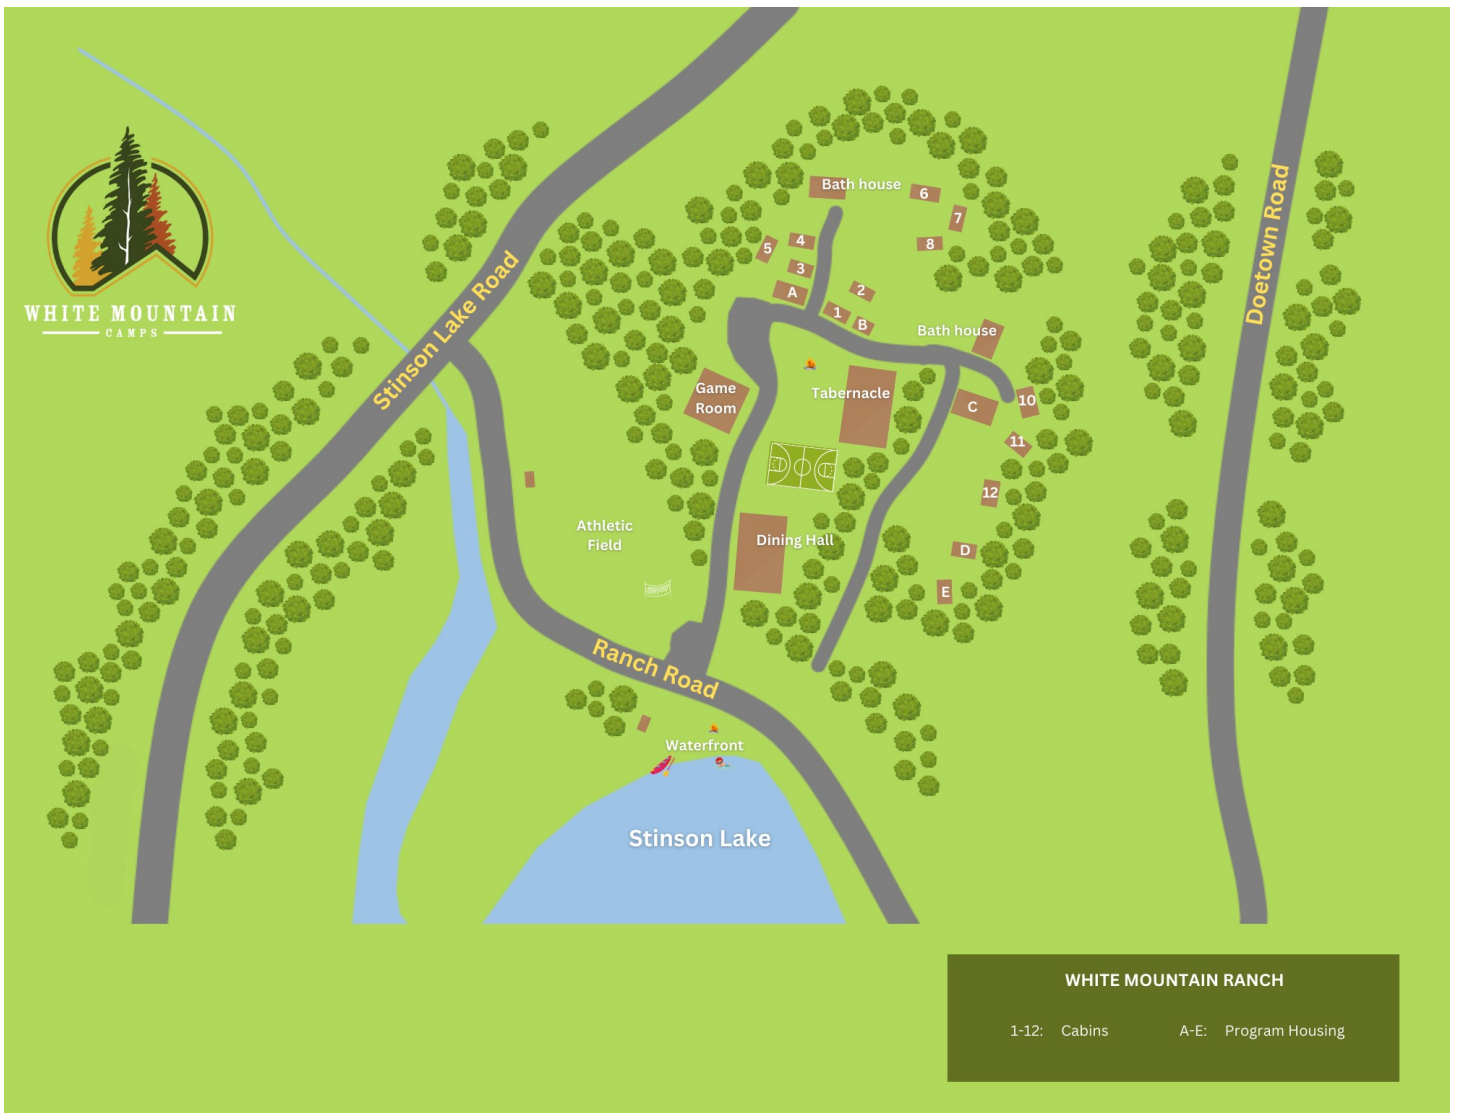 WHITE MOUNTAIN
CAMPS
Stinson Lake Road
Doetown Road
Bath house
6
7
8
5
4
3
A
2
1
B
Bath house
Game
Room
Tabernacle
C
10
11
12
Athletic
Field
Dining Hall
D
E
Ranch Road
Waterfront
Stinson Lake
WHITE MOUNTAIN RANCH
1-12: Cabins
A-E: Program Housing